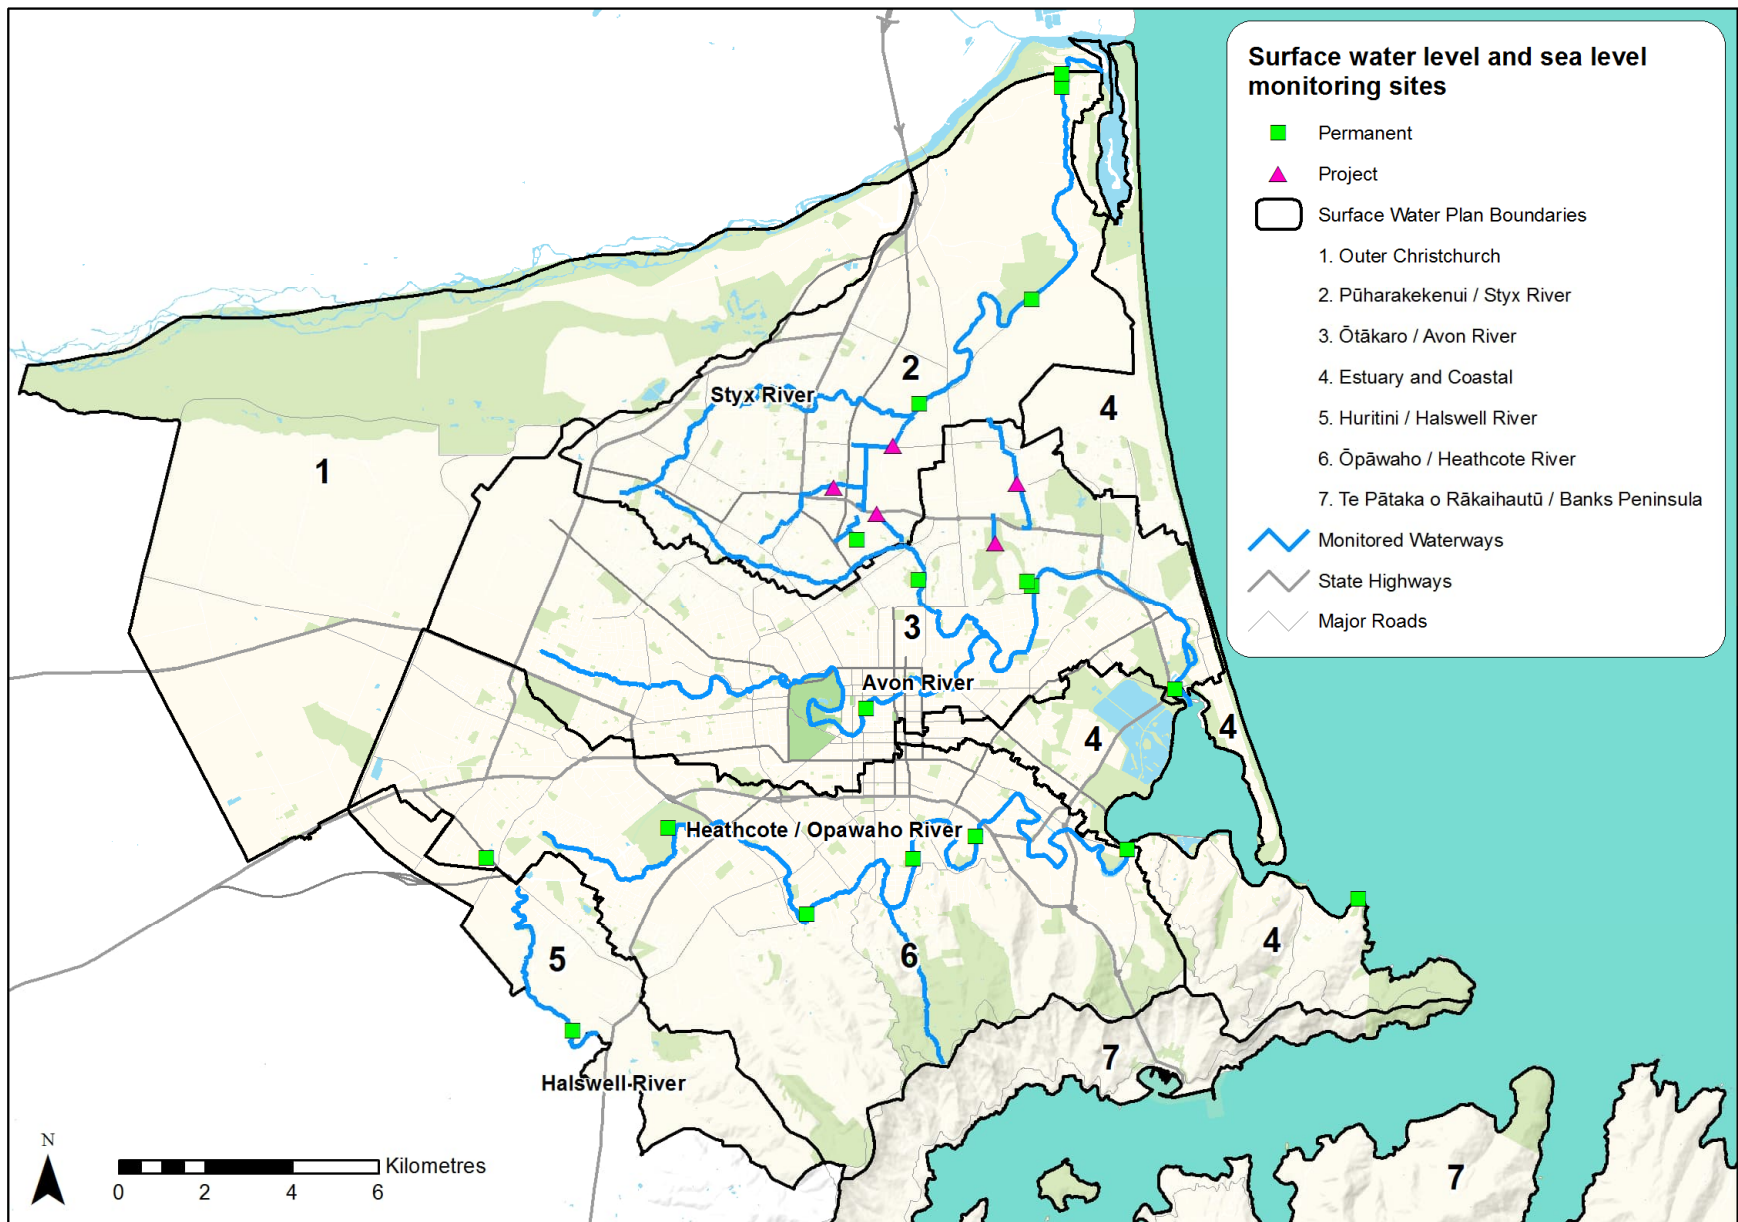 Surface water level and sea level
monitoring sites
Permanent
Project
Surface Water Plan Boundaries
1. Outer Christchurch
2. Pūharakekenui / Styx River
3. Ōtākaro / Avon River
4. Estuary and Coastal
5. Huritini / Halswell River
6. Ōpāwaho / Heathcote River
7. Te Pātaka o Rākaihautū / Banks Peninsula
Monitored Waterways
State Highways
Major Roads
2
Styx River
4
1
3
Avon River
4
4
Heathcote / Opawaho River
4
5
6
7
Halswell River
7
N
Kilometres
0 2 4 6